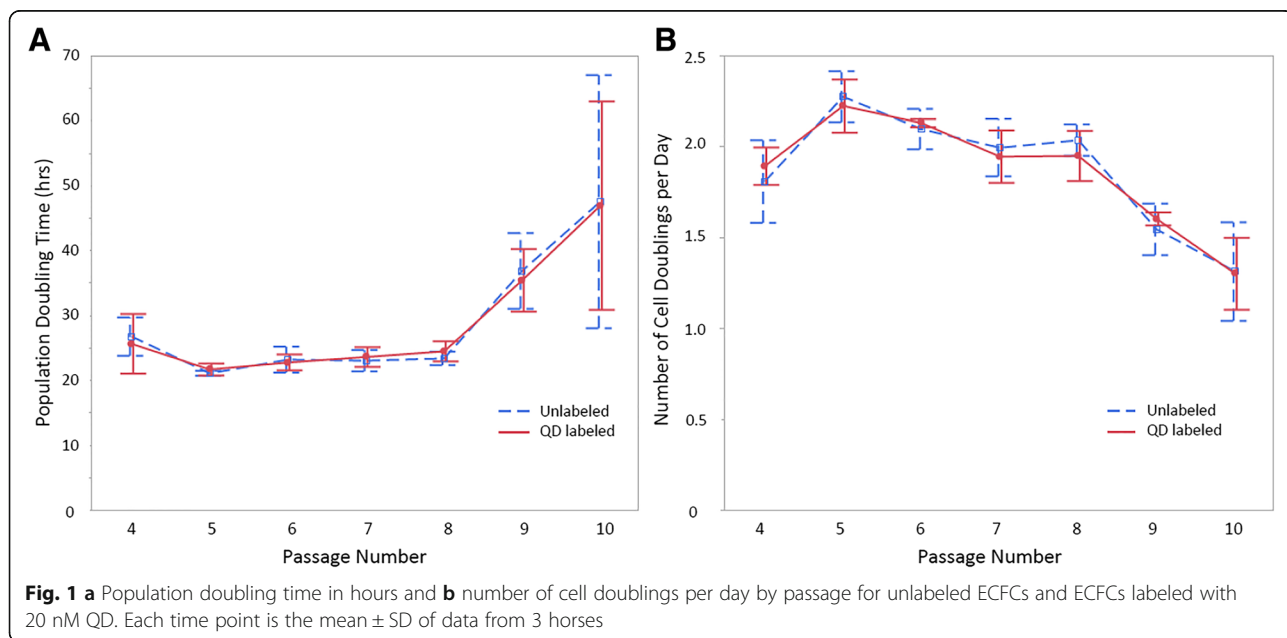 A
70
60
50
40
30
20
10
0
Population Doubling Time (hrs)
Unlabeled
QD labeled
4 5 6 7 8 9 10
Passage Number
B
2.5
2.0
1.5
1.0
0.5
0
Number of Cell Doublings per Day
Unlabeled
QD labeled
4 5 6 7 8 9 10
Passage Number
Fig. 1 a Population doubling time in hours and b number of cell doublings per day by passage for unlabeled ECFCs and ECFCs labeled with
20 nM QD. Each time point is the mean ± SD of data from 3 horses